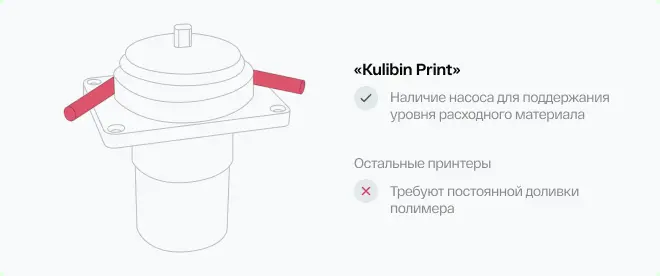 «Kulibin Print»
Наличие насоса для поддержания
уровня расходного материала
Остальные принтеры
Требуют постоянной доливки
полимера